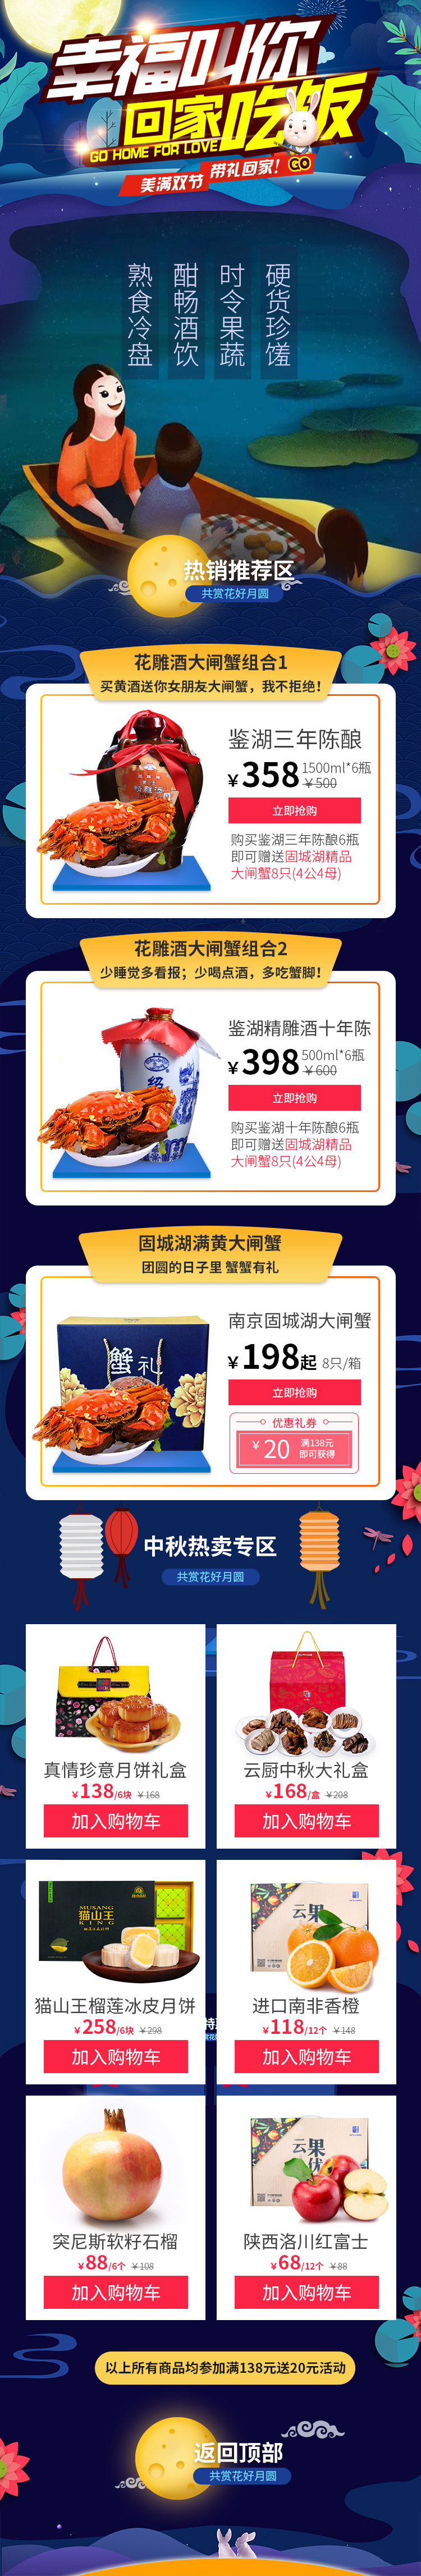 幸福叫你
回家吃饭
GO HOME FOR LOVE
美满双节 带礼回家!
GO
硬货珍馐
时令果蔬
酣畅酒饮
熟食冷盘
热销推荐区
共赏花好月圆
花雕酒大闸蟹组合1
买黄酒送你女朋友大闸蟹，我不拒绝！
鉴湖三年陈酿
￥358 1500ml*6瓶
￥500
立即抢购
购买鉴湖三年陈酿6瓶
即可赠送固城湖精品
大闸蟹8只(4公4母)
花雕酒大闸蟹组合2
少睡觉多看报；少喝点酒，多吃蟹脚！
鉴湖精雕酒十年陈
￥398 500ml*6瓶
￥600
立即抢购
购买鉴湖十年陈酿6瓶
即可赠送固城湖精品
大闸蟹8只(4公4母)
固城湖满黄大闸蟹
团圆的日子里 蟹蟹有礼
蟹礼
南京固城湖大闸蟹
￥198起 8只/箱
立即抢购
优惠礼券
￥20 满138元
即可获得
中秋热卖专区
共赏花好月圆
真情珍意月饼礼盒
￥138/6块 ￥168
加入购物车
云厨中秋大礼盒
￥168/盒 ￥208
加入购物车
MUSANG
猫山王
KING
猫山王榴莲冰皮月饼
￥258/6块 ￥298
加入购物车
云果
进口南非香橙
￥118/12个 ￥148
加入购物车
突尼斯软籽石榴
￥88/6个 ￥108
加入购物车
云果优
陕西洛川红富士
￥68/12个 ￥88
加入购物车
以上所有商品均参加满138元送20元活动
返回顶部
共赏花好月圆